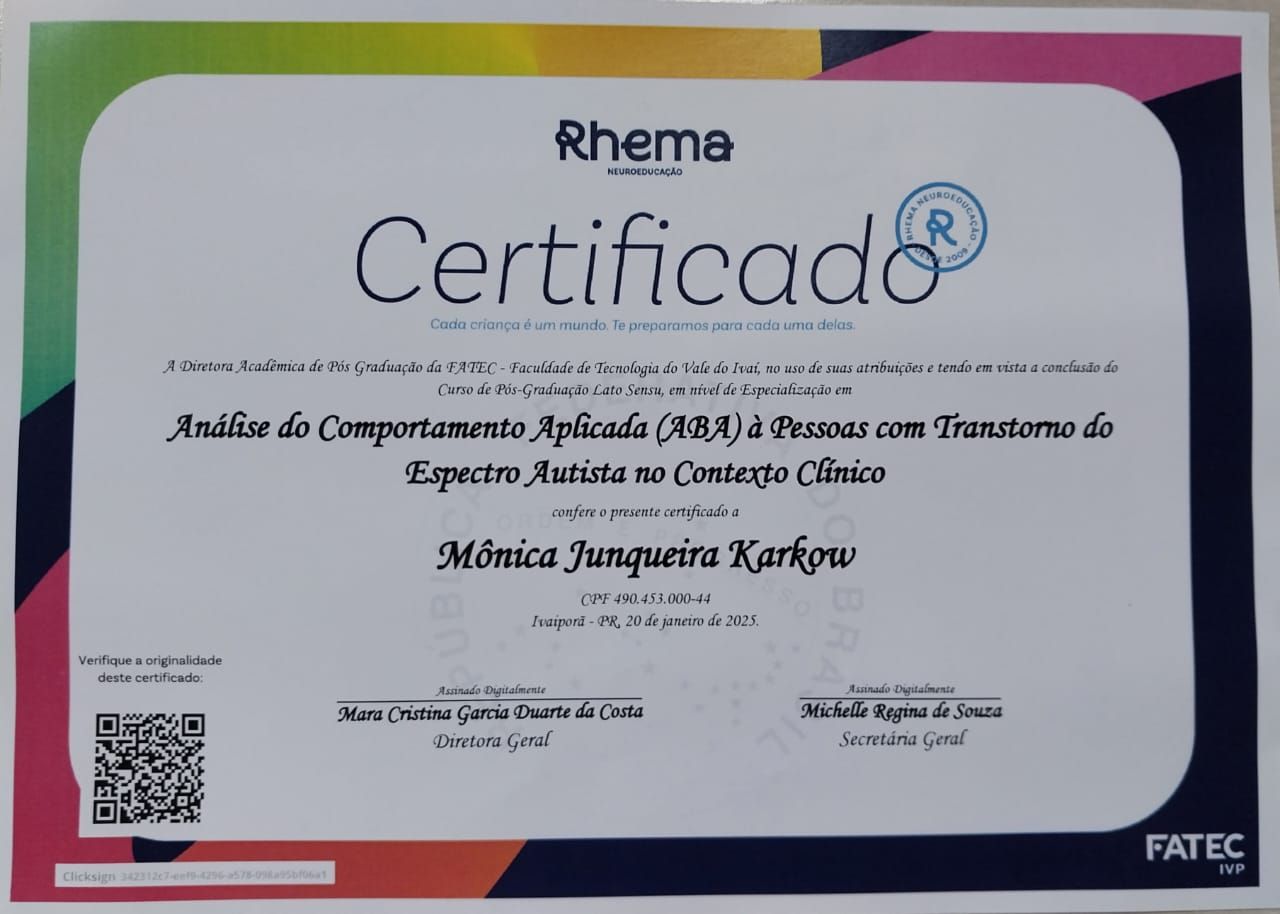 Rhema
NEUROEDUCAÇÃO
Certificado
RHEMA NEUROEDUCAÇÃO
R
- DESDE 2009 -
Cada criança é um mundo. Te preparamos para cada uma delas.
A Diretora Acadêmica de Pós Graduação da FATEC - Faculdade de Tecnologia do Vale do Ivaí, no uso de suas atribuições e tendo em vista a conclusão do
Curso de Pós-Graduação Lato Sensu, em nível de Especialização em
Análise do Comportamento Aplicada (ABA) à Pessoas com Transtorno do
Espectro Autista no Contexto Clínico
confere o presente certificado a
Mônica Junqueira Karkow
CPF 490.453.000-44
Ivaiporã - PR, 20 de janeiro de 2025.
Verifique a originalidade
deste certificado:
Assinado Digitalmente
Mara Cristina Garcia Duarte da Costa
Diretora Geral
Assinado Digitalmente
Michelle Regina de Souza
Secretária Geral
FATEC
IVP
Clicksign 342312c7-eef9-4296-a578-098a95bf06a1